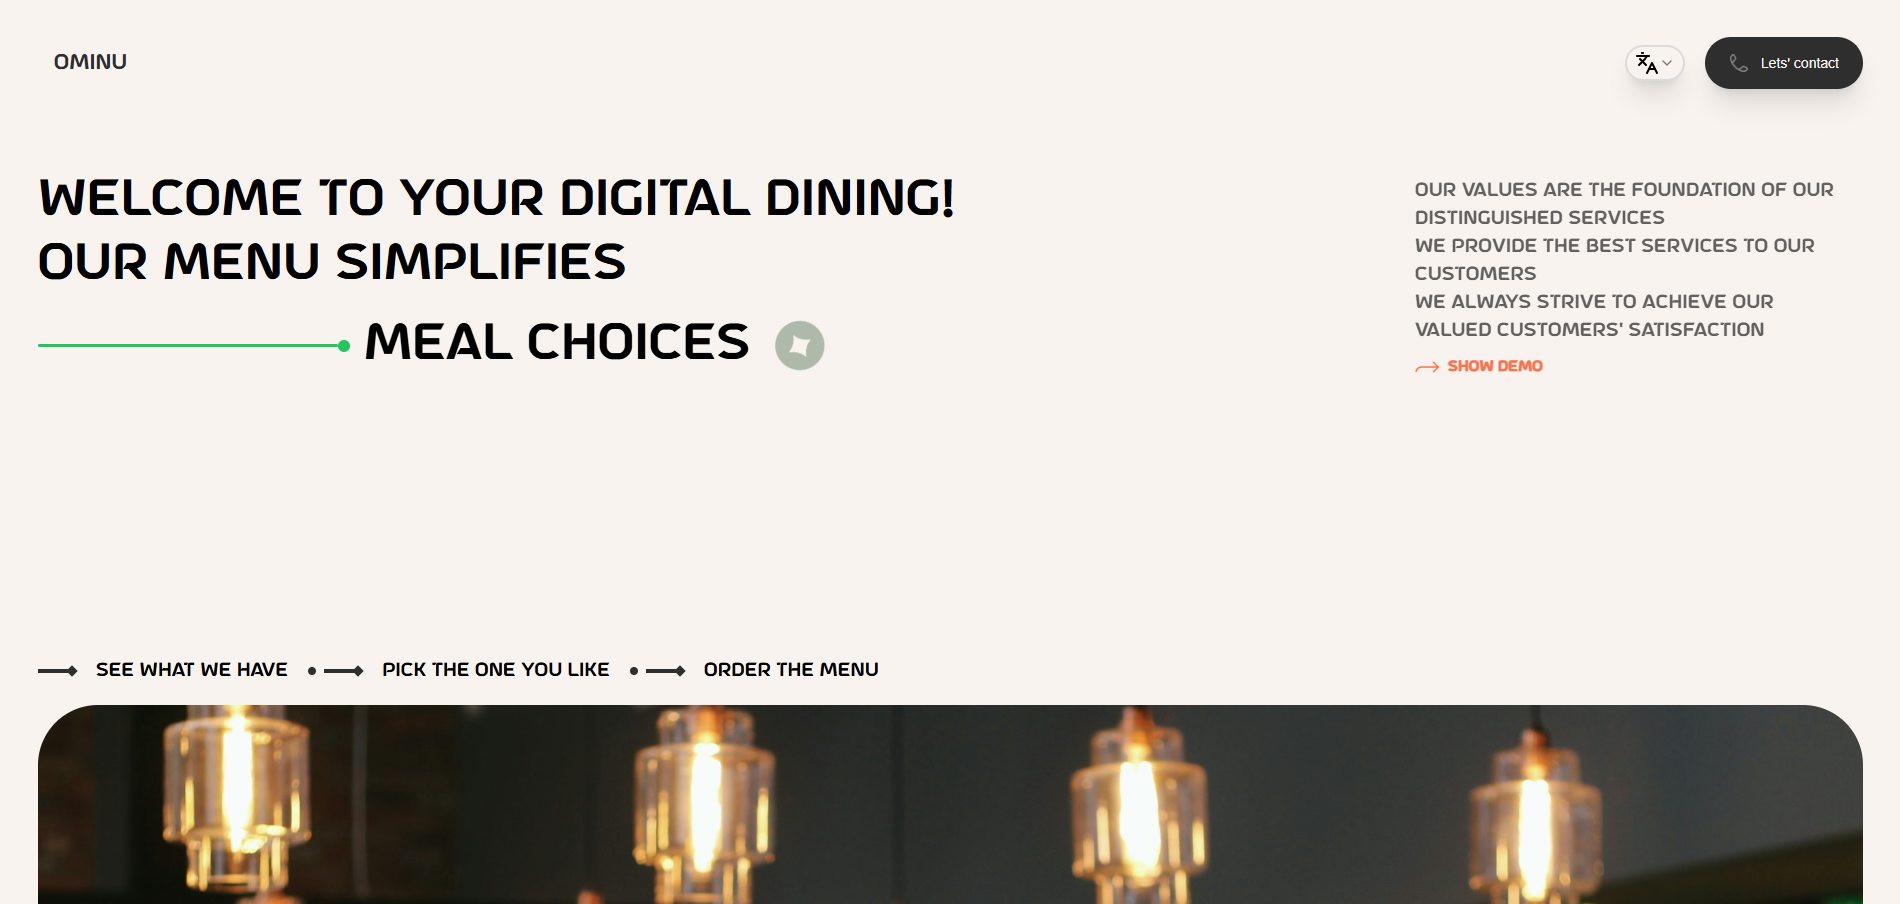 OMINU
Lets' contact
WELCOME TO YOUR DIGITAL DINING!
OUR MENU SIMPLIFIES
MEAL CHOICES
OUR VALUES ARE THE FOUNDATION OF OUR
DISTINGUISHED SERVICES
WE PROVIDE THE BEST SERVICES TO OUR
CUSTOMERS
WE ALWAYS STRIVE TO ACHIEVE OUR
VALUED CUSTOMERS' SATISFACTION
SHOW DEMO
SEE WHAT WE HAVE PICK THE ONE YOU LIKE ORDER THE MENU